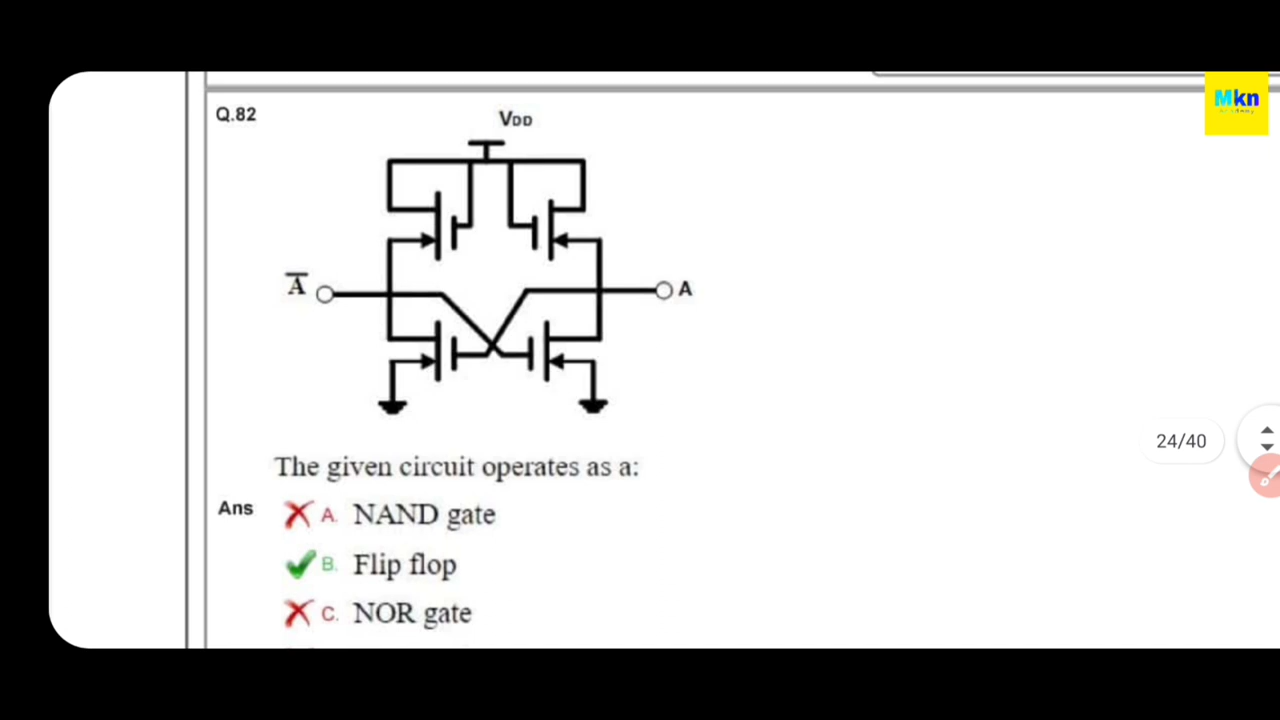 Mkn
Q.82
VDD
A
A
24/40
The given circuit operates as a:
Ans
A. NAND gate
B. Flip flop
C. NOR gate